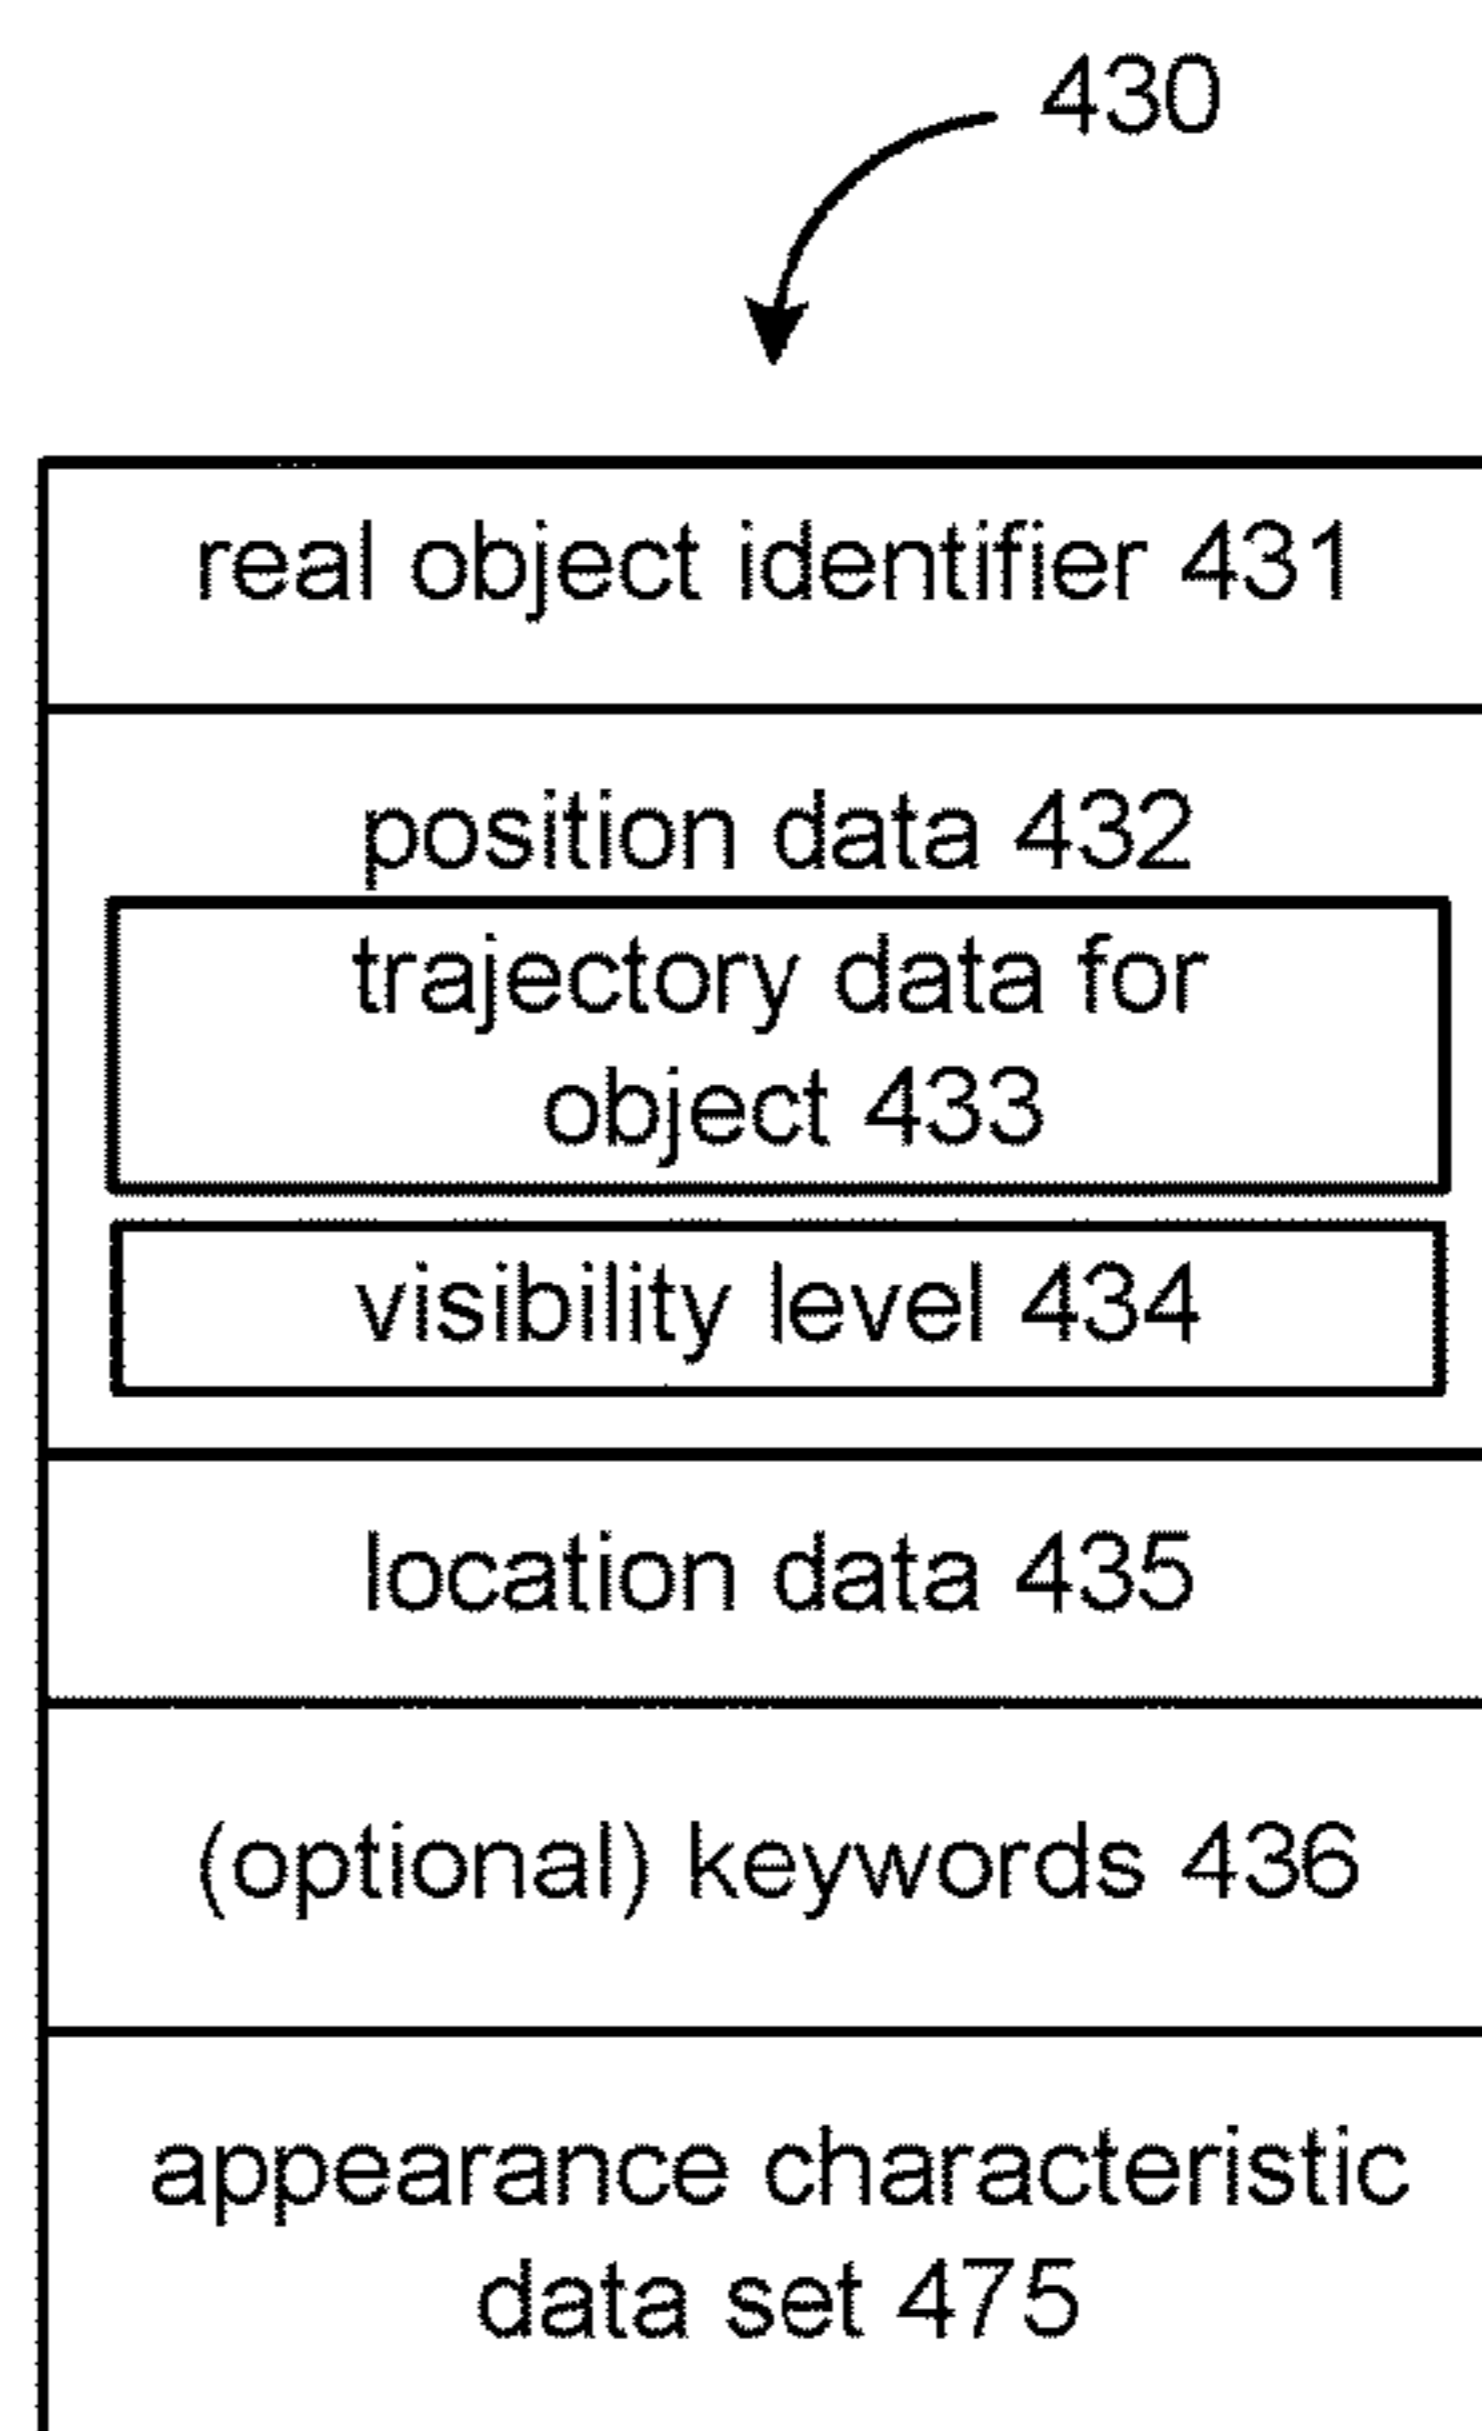 430
real object identifier 431
position data 432
trajectory data for
object 433
visibility level 434
location data 435
(optional) keywords 436
appearance characteristic
data set 475